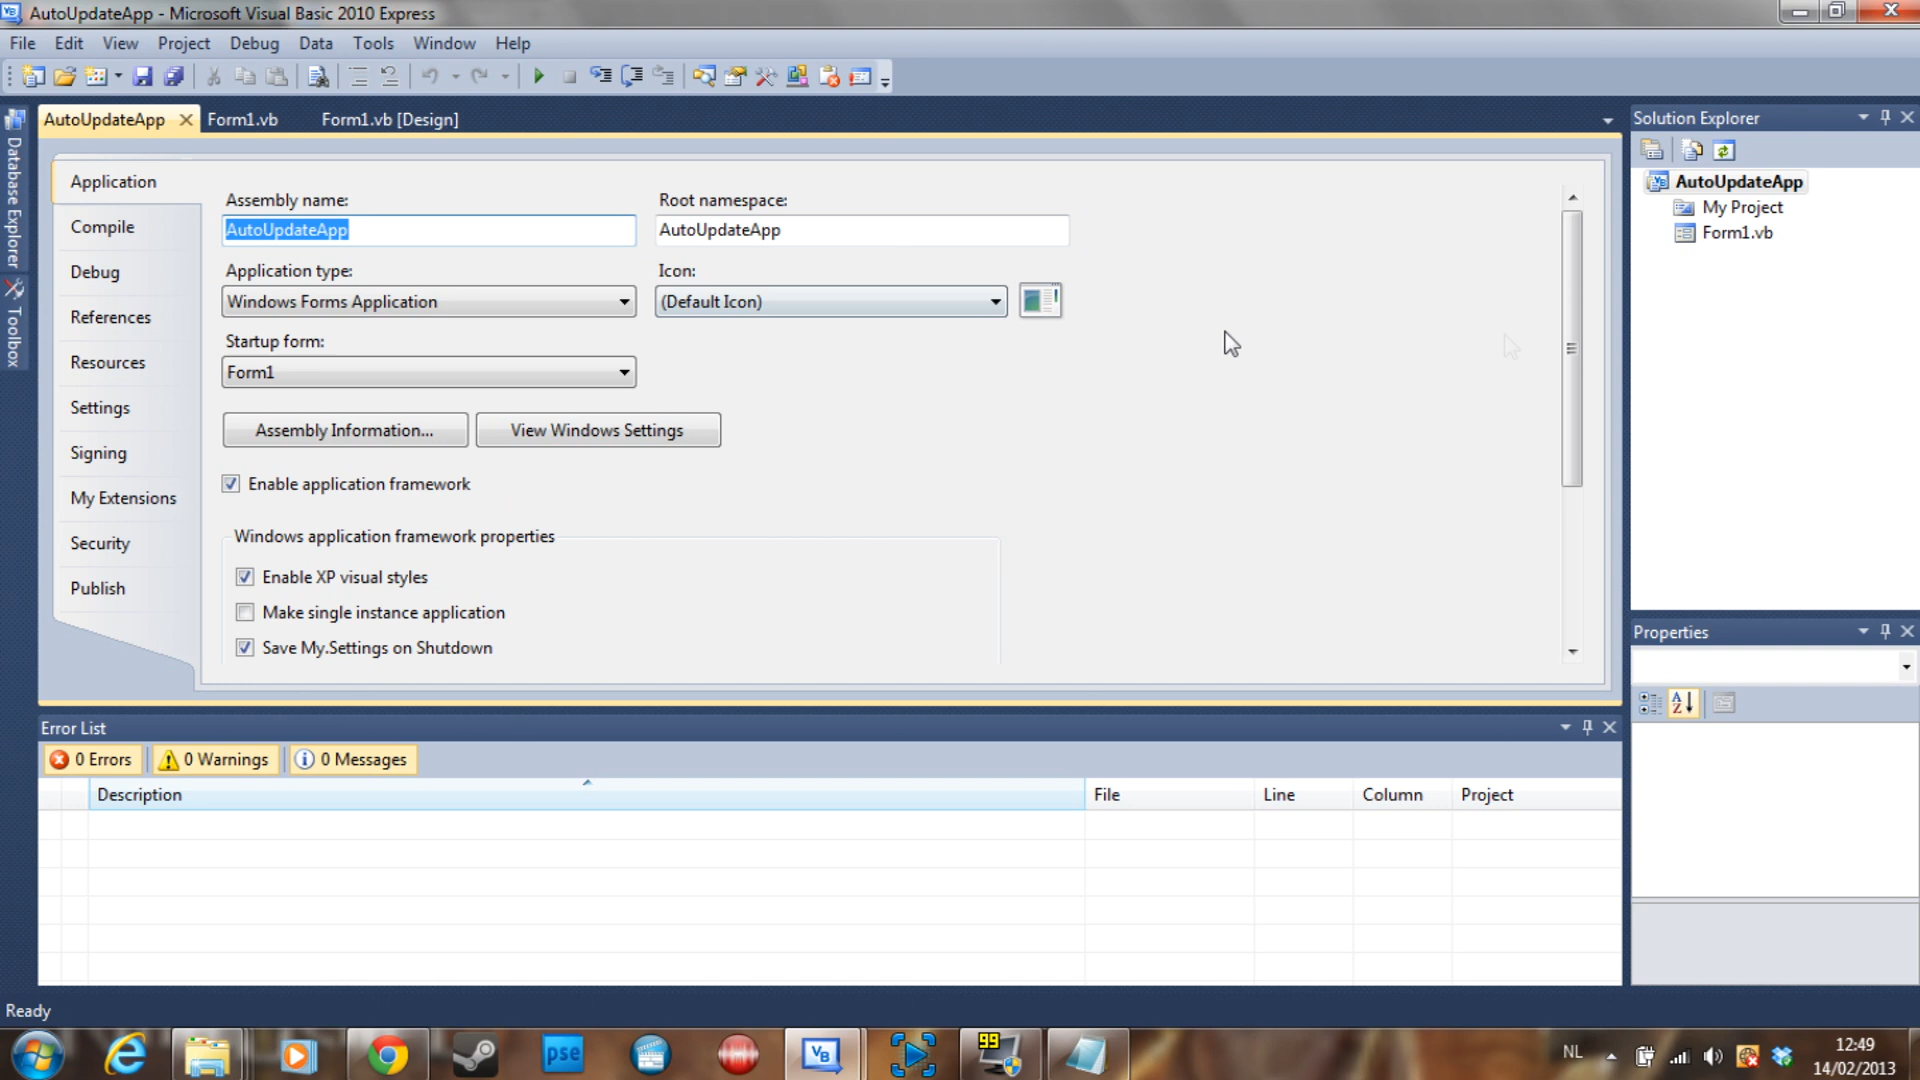 AutoUpdateApp - Microsoft Visual Basic 2010 Express
File Edit View Project Debug Data Tools Window Help
AutoUpdateApp Form1.vb Form1.vb [Design]
Database Explorer
Toolbox
Application
Compile
Debug
References
Resources
Settings
Signing
My Extensions
Security
Publish
Assembly name: Root namespace:
AutoUpdateApp AutoUpdateApp
Application type: Icon:
Windows Forms Application (Default Icon)
Startup form:
Form1
Assembly Information... View Windows Settings
Enable application framework
Windows application framework properties
Enable XP visual styles
Make single instance application
Save My.Settings on Shutdown
Solution Explorer
AutoUpdateApp
My Project
Form1.vb
Properties
Error List
0 Errors 0 Warnings 0 Messages
Description File Line Column Project
Ready
pse
VB
99
NL
12:49
14/02/2013